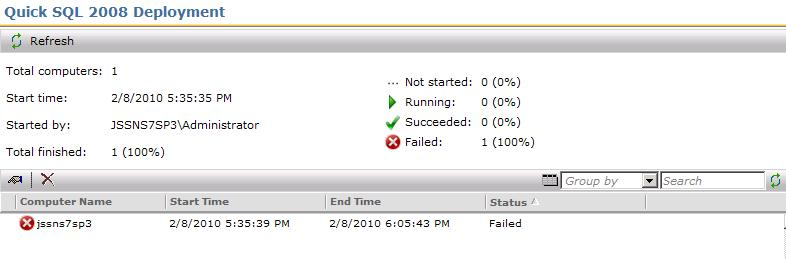 Quick SQL 2008 Deployment
Refresh
Total computers: 1
Start time: 2/8/2010 5:35:35 PM
Started by: JSSNS7SP3\Administrator
Total finished: 1 (100%)
... Not started: 0 (0%)
Running: 0 (0%)
Succeeded: 0 (0%)
Failed: 1 (100%)
Group by Search
Computer Name Start Time End Time Status
jssns7sp3 2/8/2010 5:35:39 PM 2/8/2010 6:05:43 PM Failed